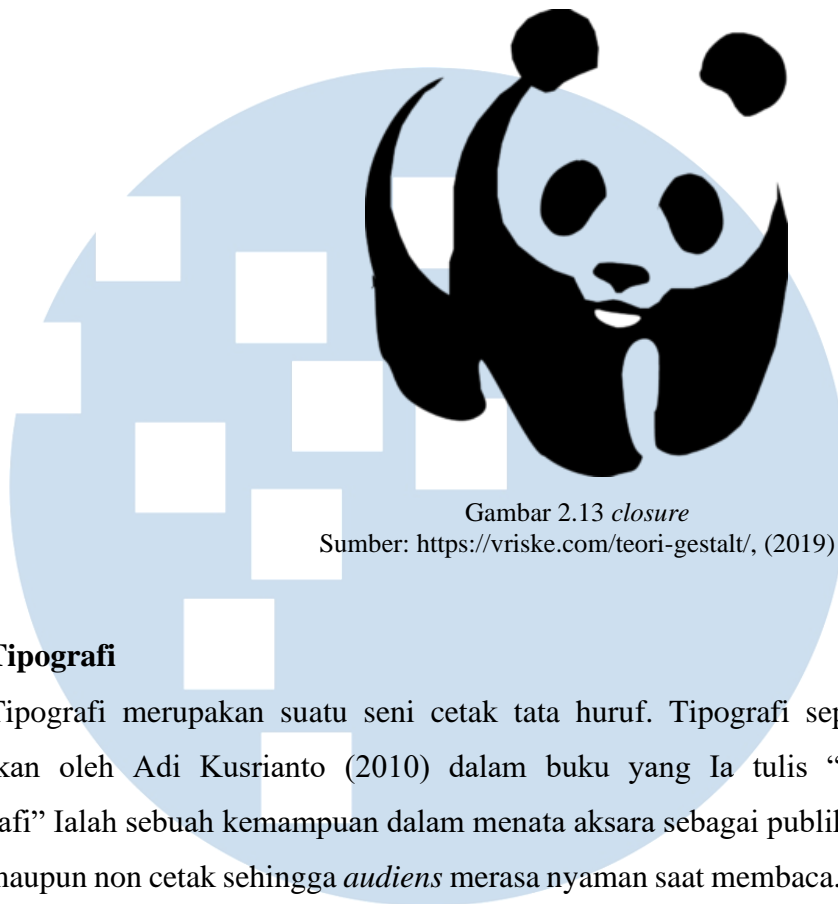 Gambar 2.13 closure
Sumber: https://vriske.com/teori-gestalt/, (2019)
Tipografi
Tipografi merupakan suatu seni cetak tata huruf. Tipografi sep
kan oleh Adi Kusrianto (2010) dalam buku yang Ia tulis “
afi” Ialah sebuah kemampuan dalam menata aksara sebagai publik
maupun non cetak sehingga audiens merasa nyaman saat membaca.